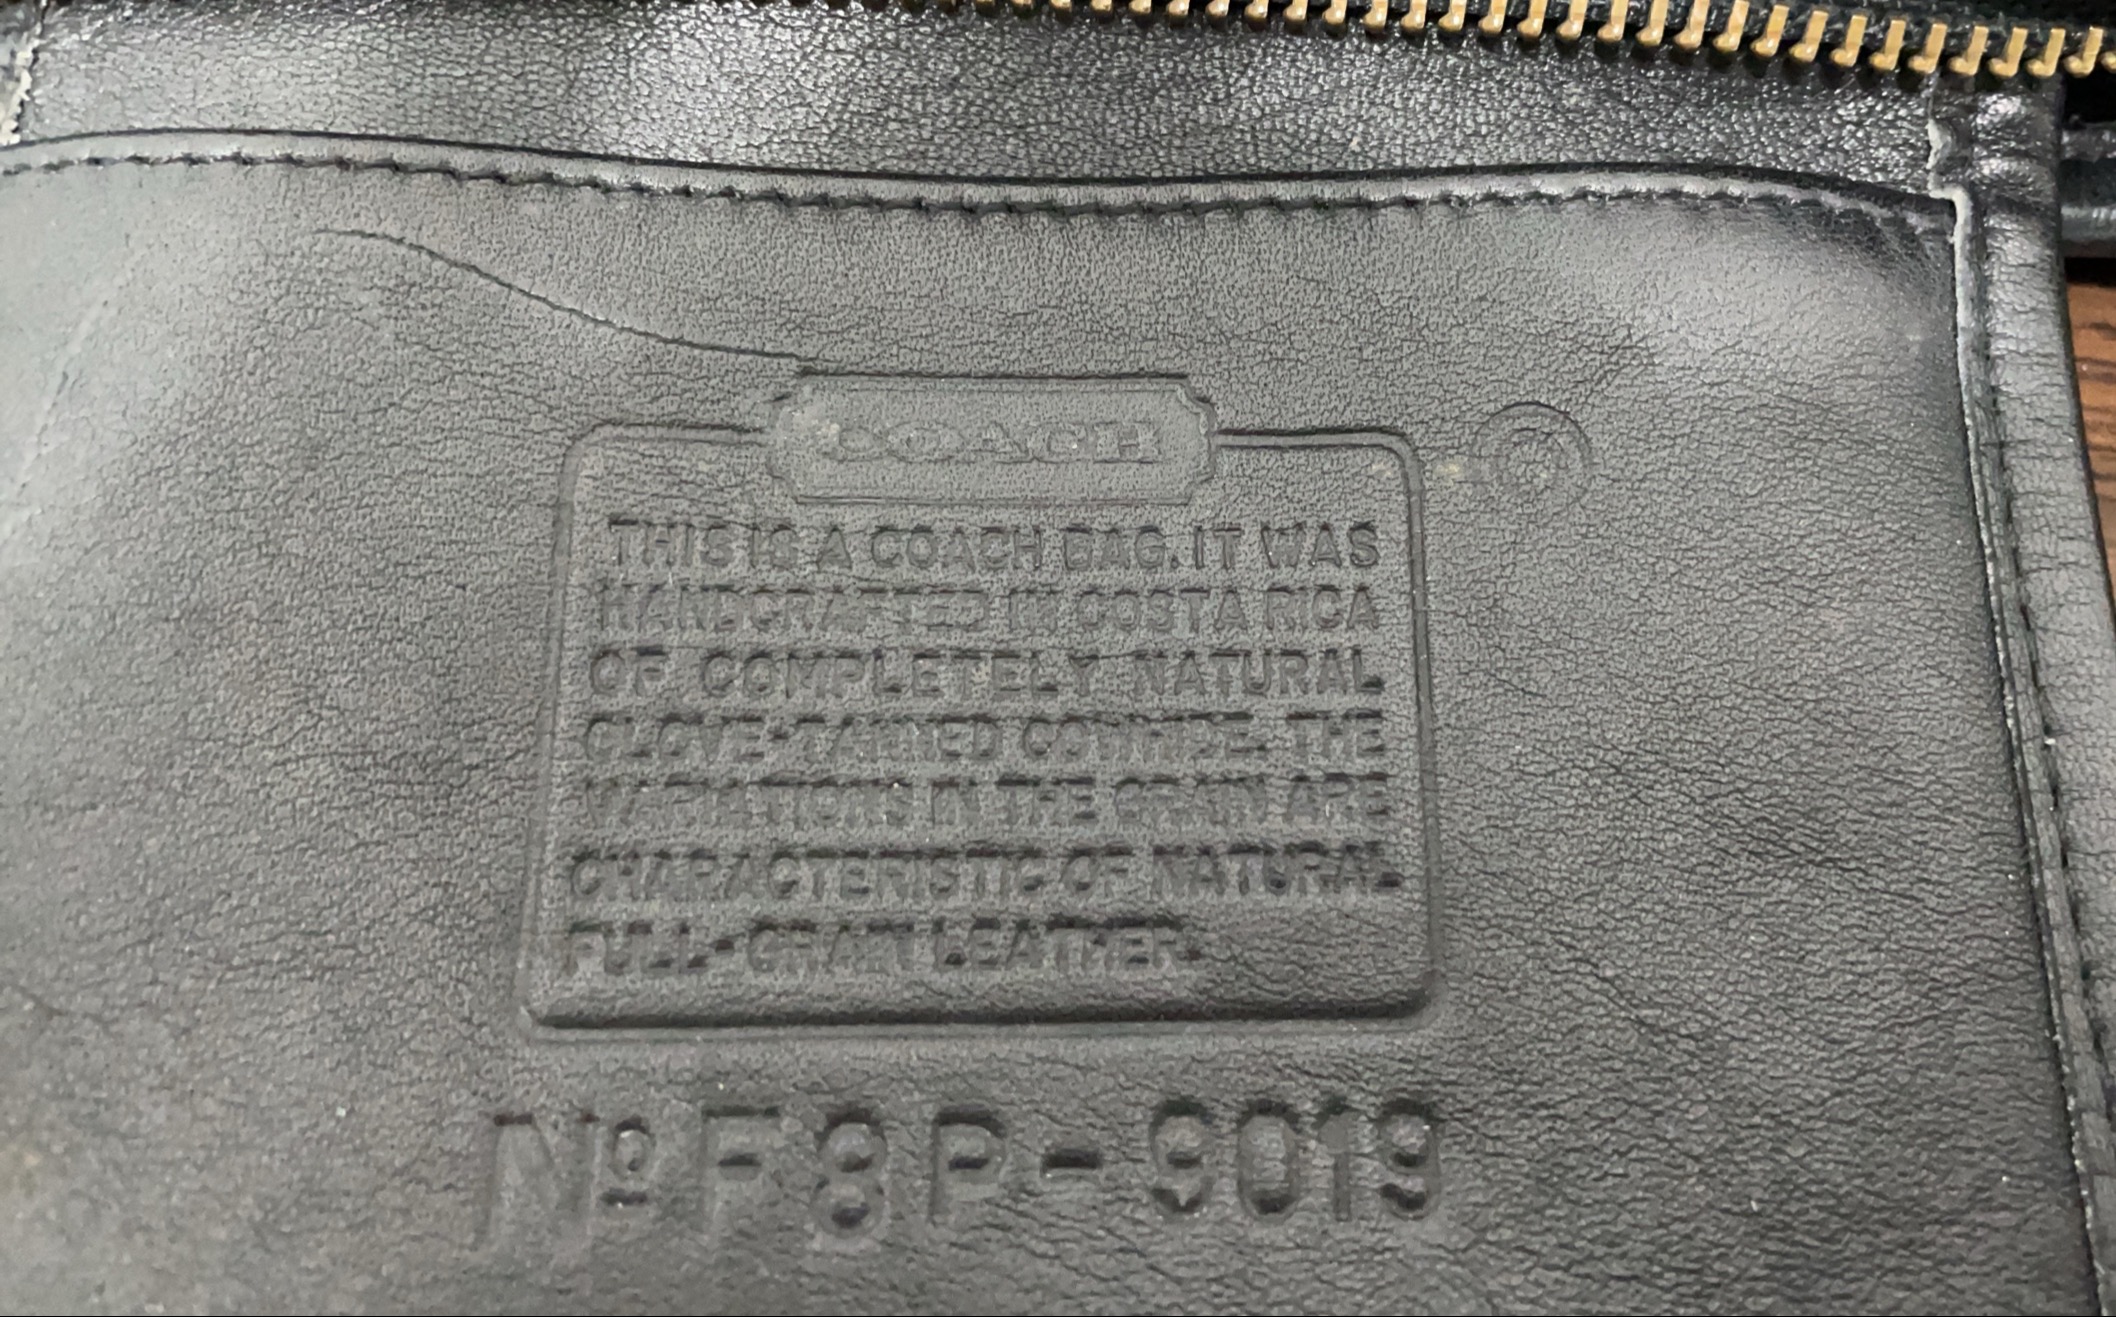 COACH
THIS IS A COACH BAG. IT WAS
HANDCRAFTED IN COSTA RICA
OF COMPLETELY NATURAL
GLOVE-TANNED COWHIDE. THE
VARIATIONS IN THE GRAIN ARE
CHARACTERISTIC OF NATURAL
FULL-GRAIN LEATHER.
Nº F8P-9019